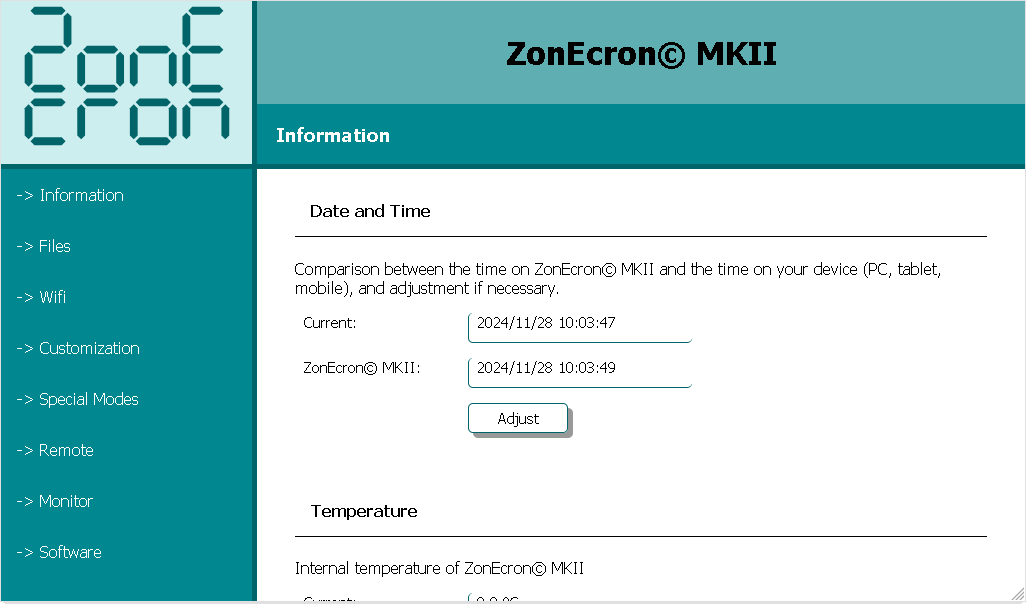 ZonE
cron
ZonEcron© MKII
Information
-> Information
-> Files
-> Wifi
-> Customization
-> Special Modes
-> Remote
-> Monitor
-> Software
Date and Time
Comparison between the time on ZonEcron© MKII and the time on your device (PC, tablet,
mobile), and adjustment if necessary.
Current: 2024/11/28 10:03:47
ZonEcron© MKII: 2024/11/28 10:03:49
Adjust
Temperature
Internal temperature of ZonEcron© MKII
Current: